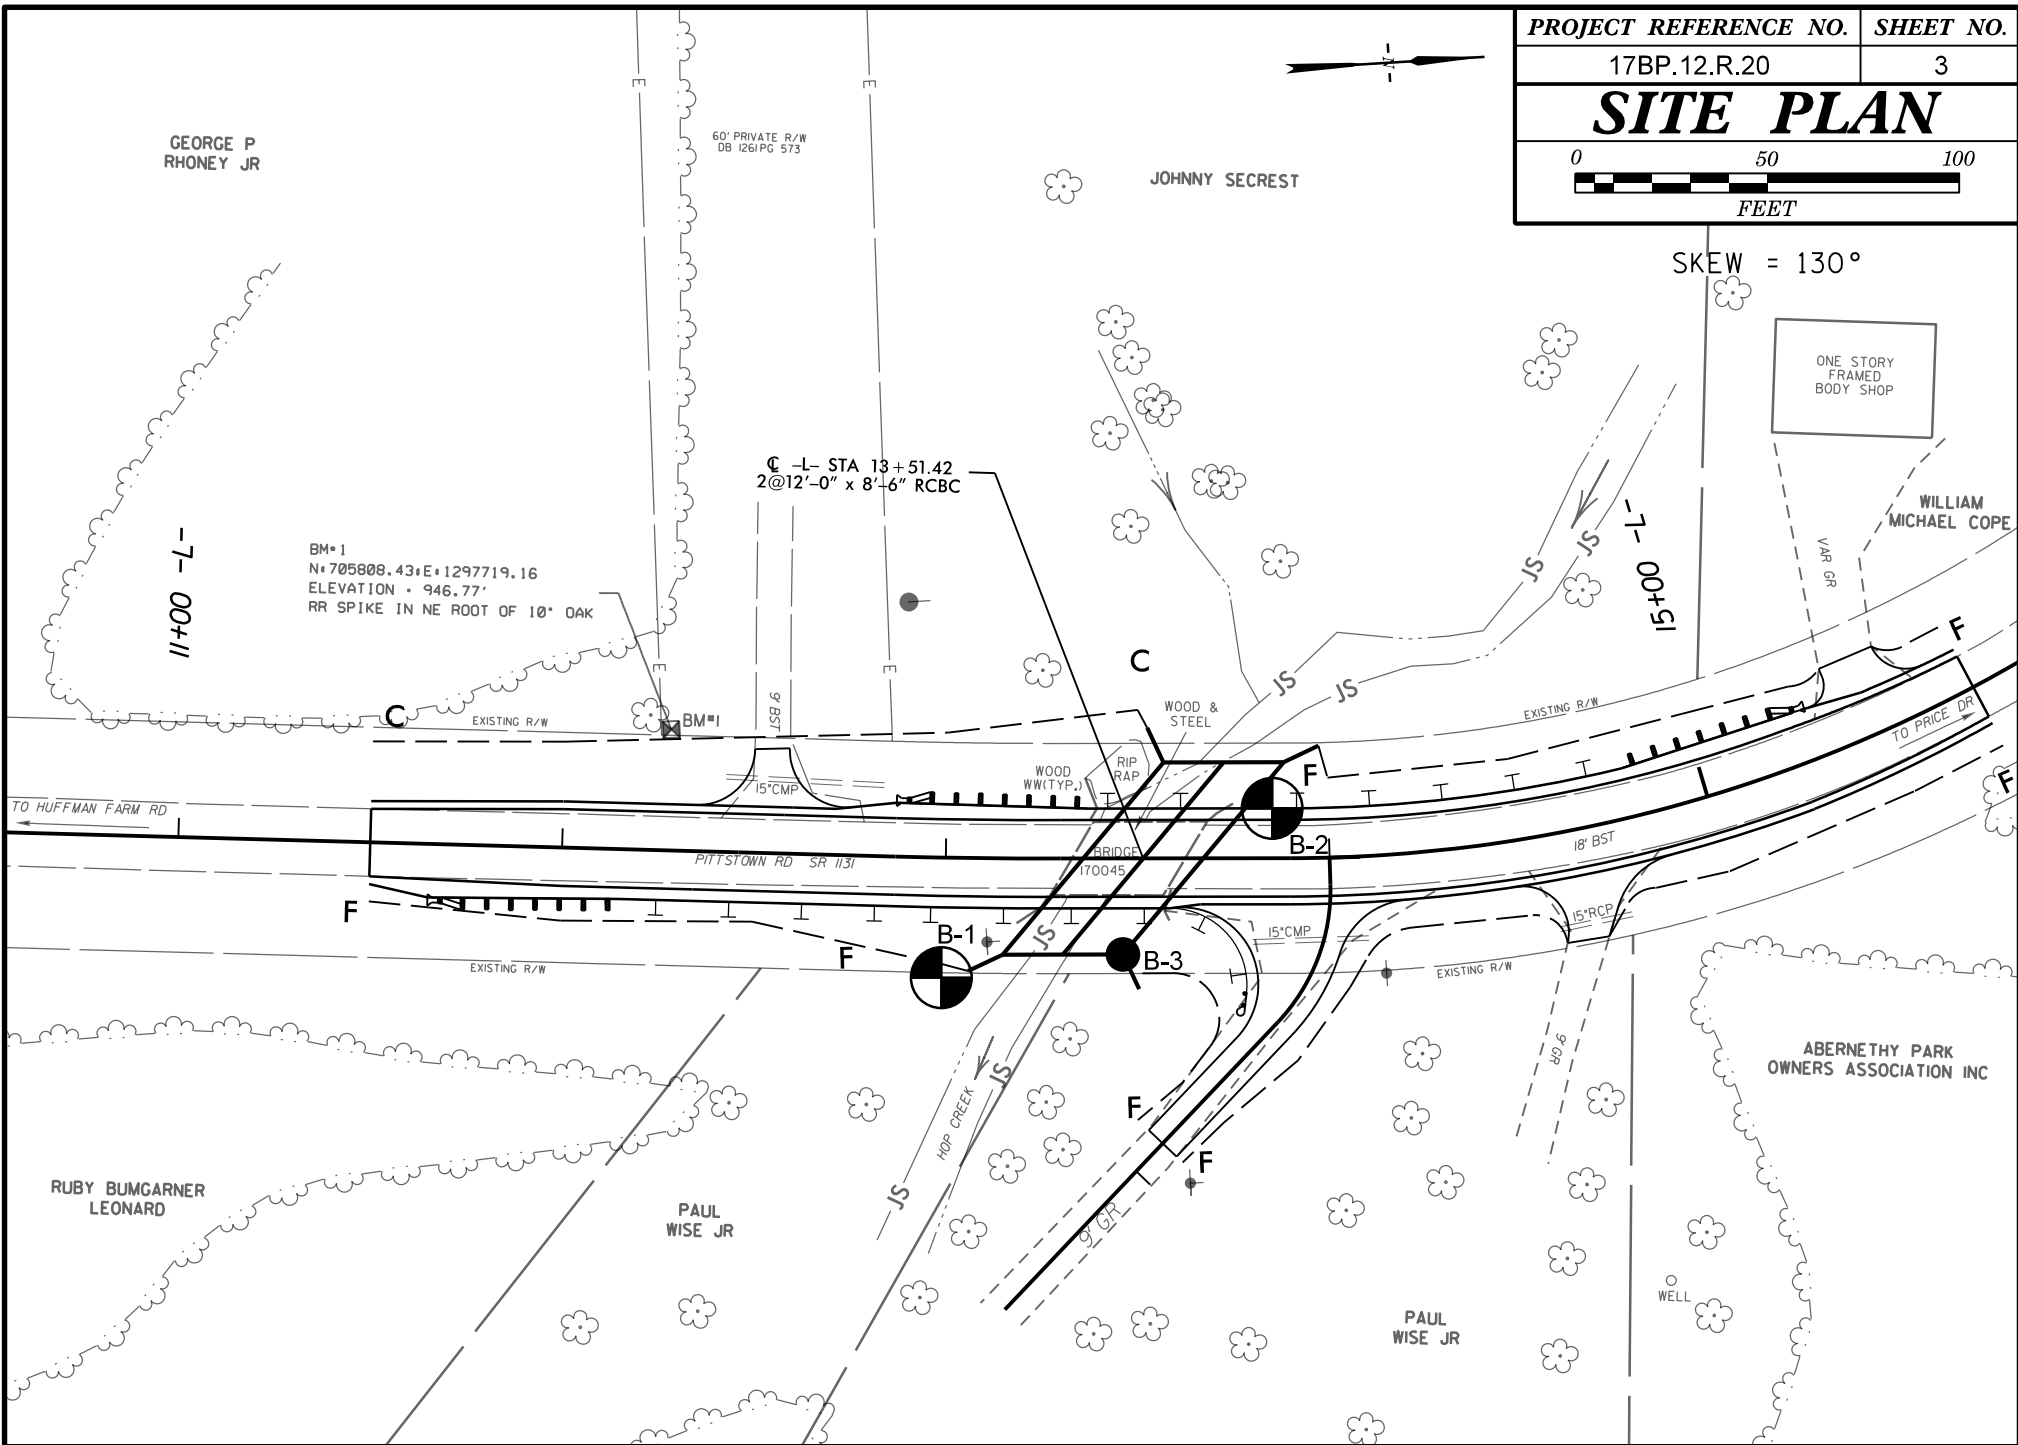 PROJECT REFERENCE NO.
SHEET NO.
17BP.12.R.20
3
SITE PLAN
0 50 100
FEET
SKEW = 130°
N
E
E
GEORGE P
RHONEY JR
60' PRIVATE R/W
DB 1261 PG 573
JOHNNY SECREST
ONE STORY
FRAMED
BODY SHOP
WILLIAM
MICHAEL COPE
VAR GR
℄ -L- STA 13+51.42
2@12'-0" x 8'-6" RCBC
-L- 11+00
-L- 15+00
BM#1
N:705808.43;E:1297719.16
ELEVATION = 946.77'
RR SPIKE IN NE ROOT OF 10" OAK
JS
JS
JS
JS
E
E
C
C
F
F
F
EXISTING R/W
BM#1
9' BST
WOOD &
STEEL
EXISTING R/W
TO PRICE DR
WOOD
WW(TYP.)
RIP
RAP
15"CMP
TO HUFFMAN FARM RD
PITTSTOWN RD SR 1131
BRIDGE
170045
B-2
18' BST
F
F
B-1
JS
B-3
15"CMP
15"RCP
EXISTING R/W
EXISTING R/W
9' GR
HOP CREEK
JS
JS
F
F
9' GR
ABERNETHY PARK
OWNERS ASSOCIATION INC
RUBY BUMGARNER
LEONARD
PAUL
WISE JR
WELL
PAUL
WISE JR